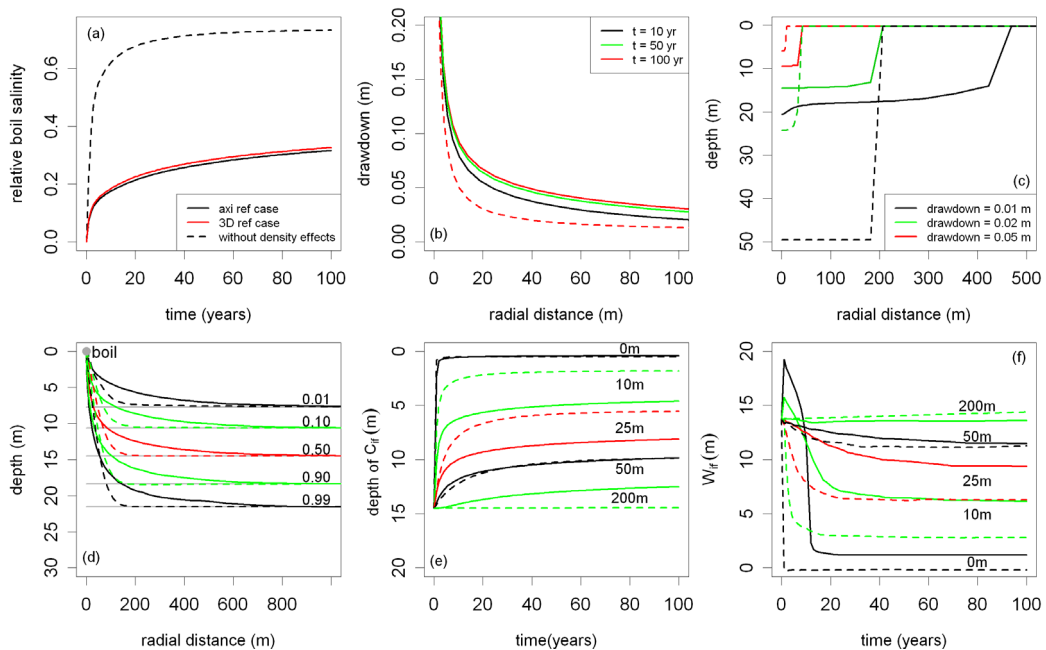 (a)
relative boil salinity
0.0
0.2
0.4
0.6
0 20 40 60 80 100
time (years)
axi ref case
3D ref case
without density effects
(b)
drawdown (m)
0.00
0.05
0.10
0.15
0.20
0 20 40 60 80 100
radial distance (m)
t = 10 yr
t = 50 yr
t = 100 yr
(c)
depth (m)
0
10
20
30
40
50
0 100 200 300 400 500
radial distance (m)
drawdown = 0.01 m
drawdown = 0.02 m
drawdown = 0.05 m
boil
0.01
0.10
0.50
0.90
0.99
(d)
depth (m)
0
5
10
15
20
25
30
0 200 400 600 800
radial distance (m)
0m
10m
25m
50m
200m
(e)
depth of Cif (m)
0
5
10
15
20
0 20 40 60 80 100
time(years)
(f)
200m
50m
25m
10m
0m
Wif (m)
20
15
10
5
0
0 20 40 60 80 100
time (years)